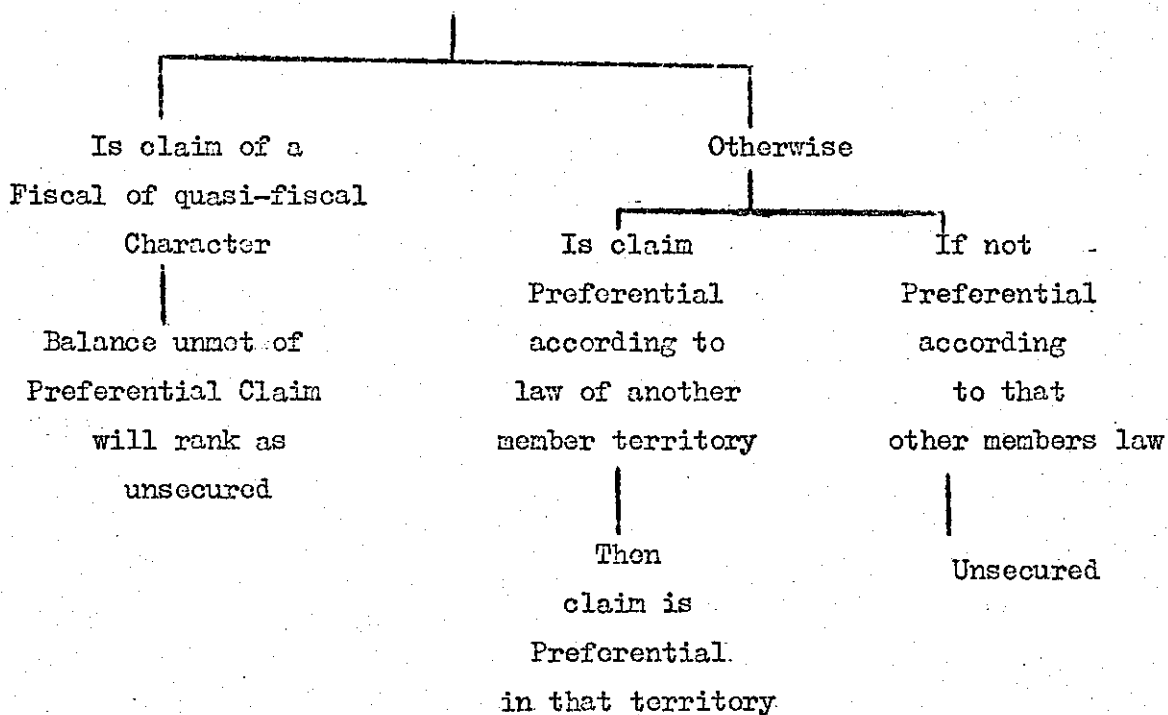 Is claim of a
Fiscal of quasi-fiscal
Character
Balance unmet of
Preferential Claim
will rank as
unsecured
Otherwise
Is claim
Preferential
according to
law of another
member territory
Then
claim is
Preferential
in that territory
If not
Preferential
according
to that
other members law
Unsecured